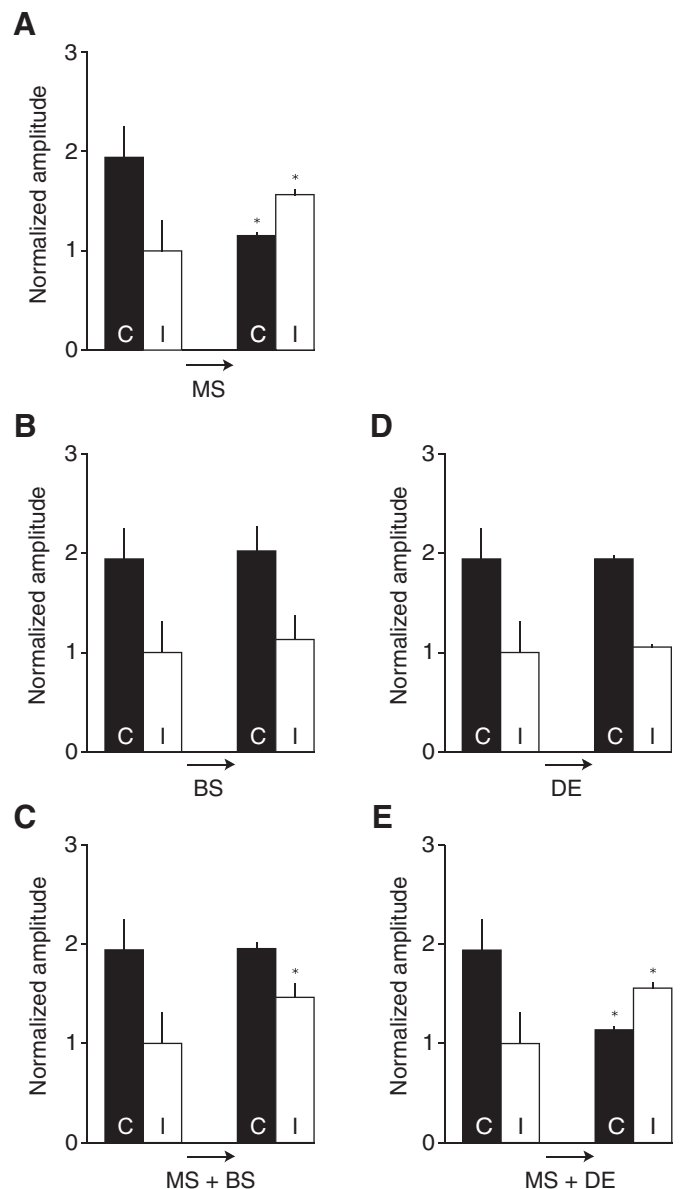 A
Normalized amplitude
3
2
1
0
* *
C I C I
MS
B
Normalized amplitude
3
2
1
0
C I C I
BS
D
Normalized amplitude
3
2
1
0
C I C I
DE
C
Normalized amplitude
3
2
1
0
*
C I C I
MS + BS
E
Normalized amplitude
3
2
1
0
* *
C I C I
MS + DE